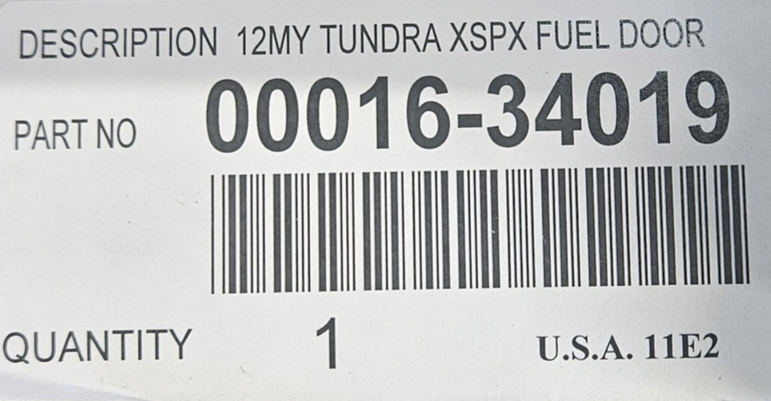 DESCRIPTION 12MY TUNDRA XSPX FUEL DOOR
PART NO 00016-34019
QUANTITY 1 U.S.A. 11E2